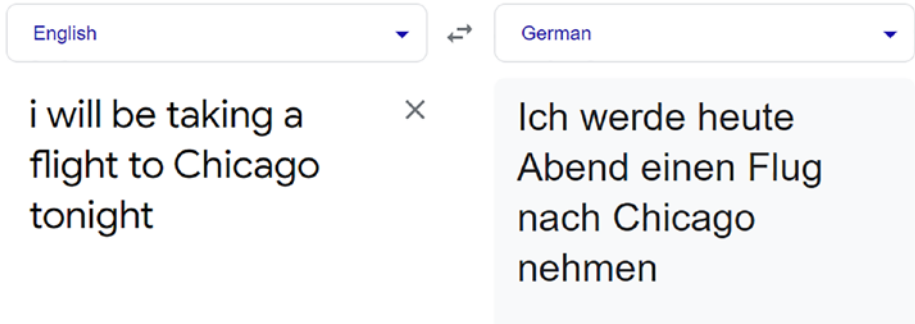 English
German
i will be taking a
flight to Chicago
tonight
Ich werde heute
Abend einen Flug
nach Chicago
nehmen